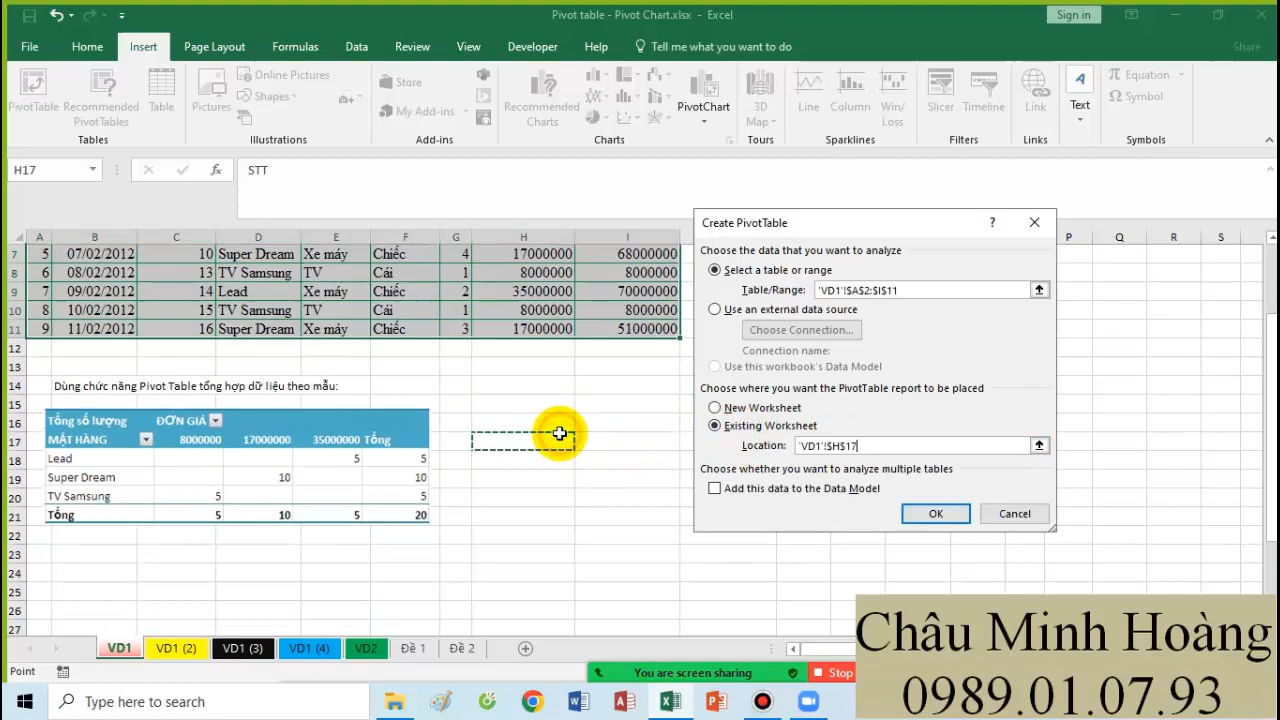 Pivot table - Pivot Chart.xlsx - Excel
Sign in
File Home Insert Page Layout Formulas Data Review View Developer Help Tell me what you want to do Share
PivotTable Recommended PivotTables Table
Pictures Online Pictures Shapes
Store My Add-ins
Recommended Charts PivotChart 3D Map
Line Column Win/Loss
Slicer Timeline Link Text
Equation Symbol
Tables Illustrations Add-ins Charts Tours Sparklines Filters Links Symbols
H17 fx STT
A B C D E F G H I P Q R S
7 5 07/02/2012 10 Super Dream Xe máy Chiếc 4 17000000 68000000
8 6 08/02/2012 13 TV Samsung TV Cái 1 8000000 8000000
9 7 09/02/2012 14 Lead Xe máy Chiếc 2 35000000 70000000
10 8 10/02/2012 15 TV Samsung TV Cái 1 8000000 8000000
11 9 11/02/2012 16 Super Dream Xe máy Chiếc 3 17000000 51000000
12
13
14 Dùng chức năng Pivot Table tổng hợp dữ liệu theo mẫu:
15
16 Tổng số lượng ĐƠN GIÁ
17 MẶT HÀNG 8000000 17000000 35000000 Tổng
18 Lead 5 5
19 Super Dream 10 10
20 TV Samsung 5 5
21 Tổng 5 10 5 20
22
23
24
25
26
27
Create PivotTable ?
Choose the data that you want to analyze
Select a table or range
Table/Range: 'VD1'!$A$2:$I$11
Use an external data source
Choose Connection...
Connection name:
Use this workbook's Data Model
Choose where you want the PivotTable report to be placed
New Worksheet
Existing Worksheet
Location: 'VD1'!$H$17
Choose whether you want to analyze multiple tables
Add this data to the Data Model
OK Cancel
VD1 VD1 (2) VD1 (3) VD1 (4) VD2 Đề 1 Đề 2
Point
You are screen sharing Stop
Type here to search
Châu Minh Hoàng
0989.01.07.93